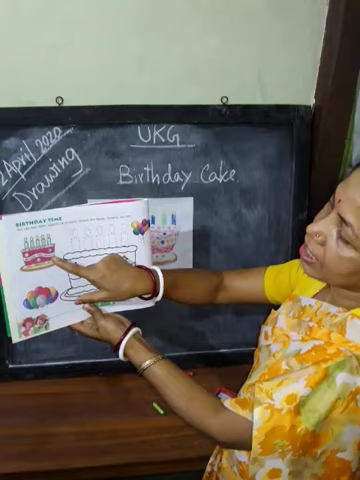 2 April 2020
Drawing
UKG
Birthday Cake.
BIRTHDAY TIME